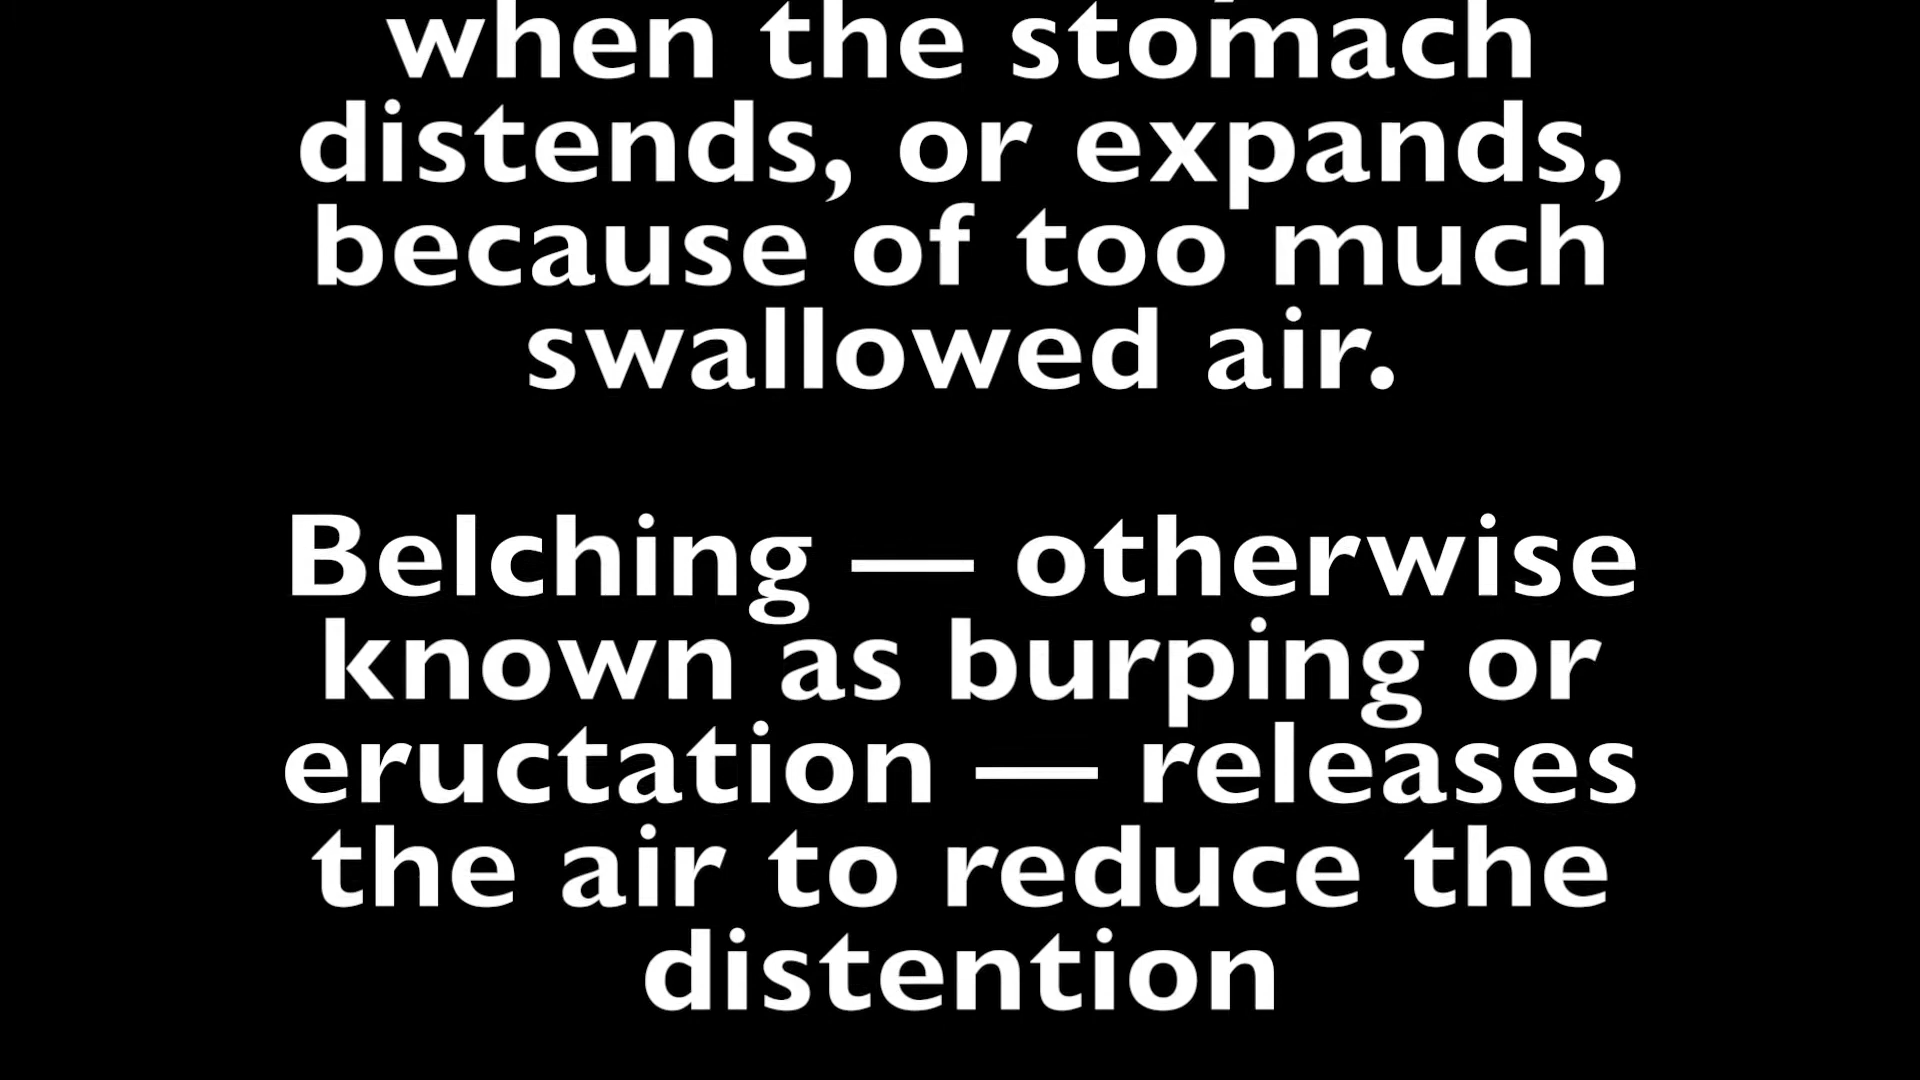 when the stomach
distends, or expands,
because of too much
swallowed air.
Belching — otherwise
known as burping or
eructation — releases
the air to reduce the
distention